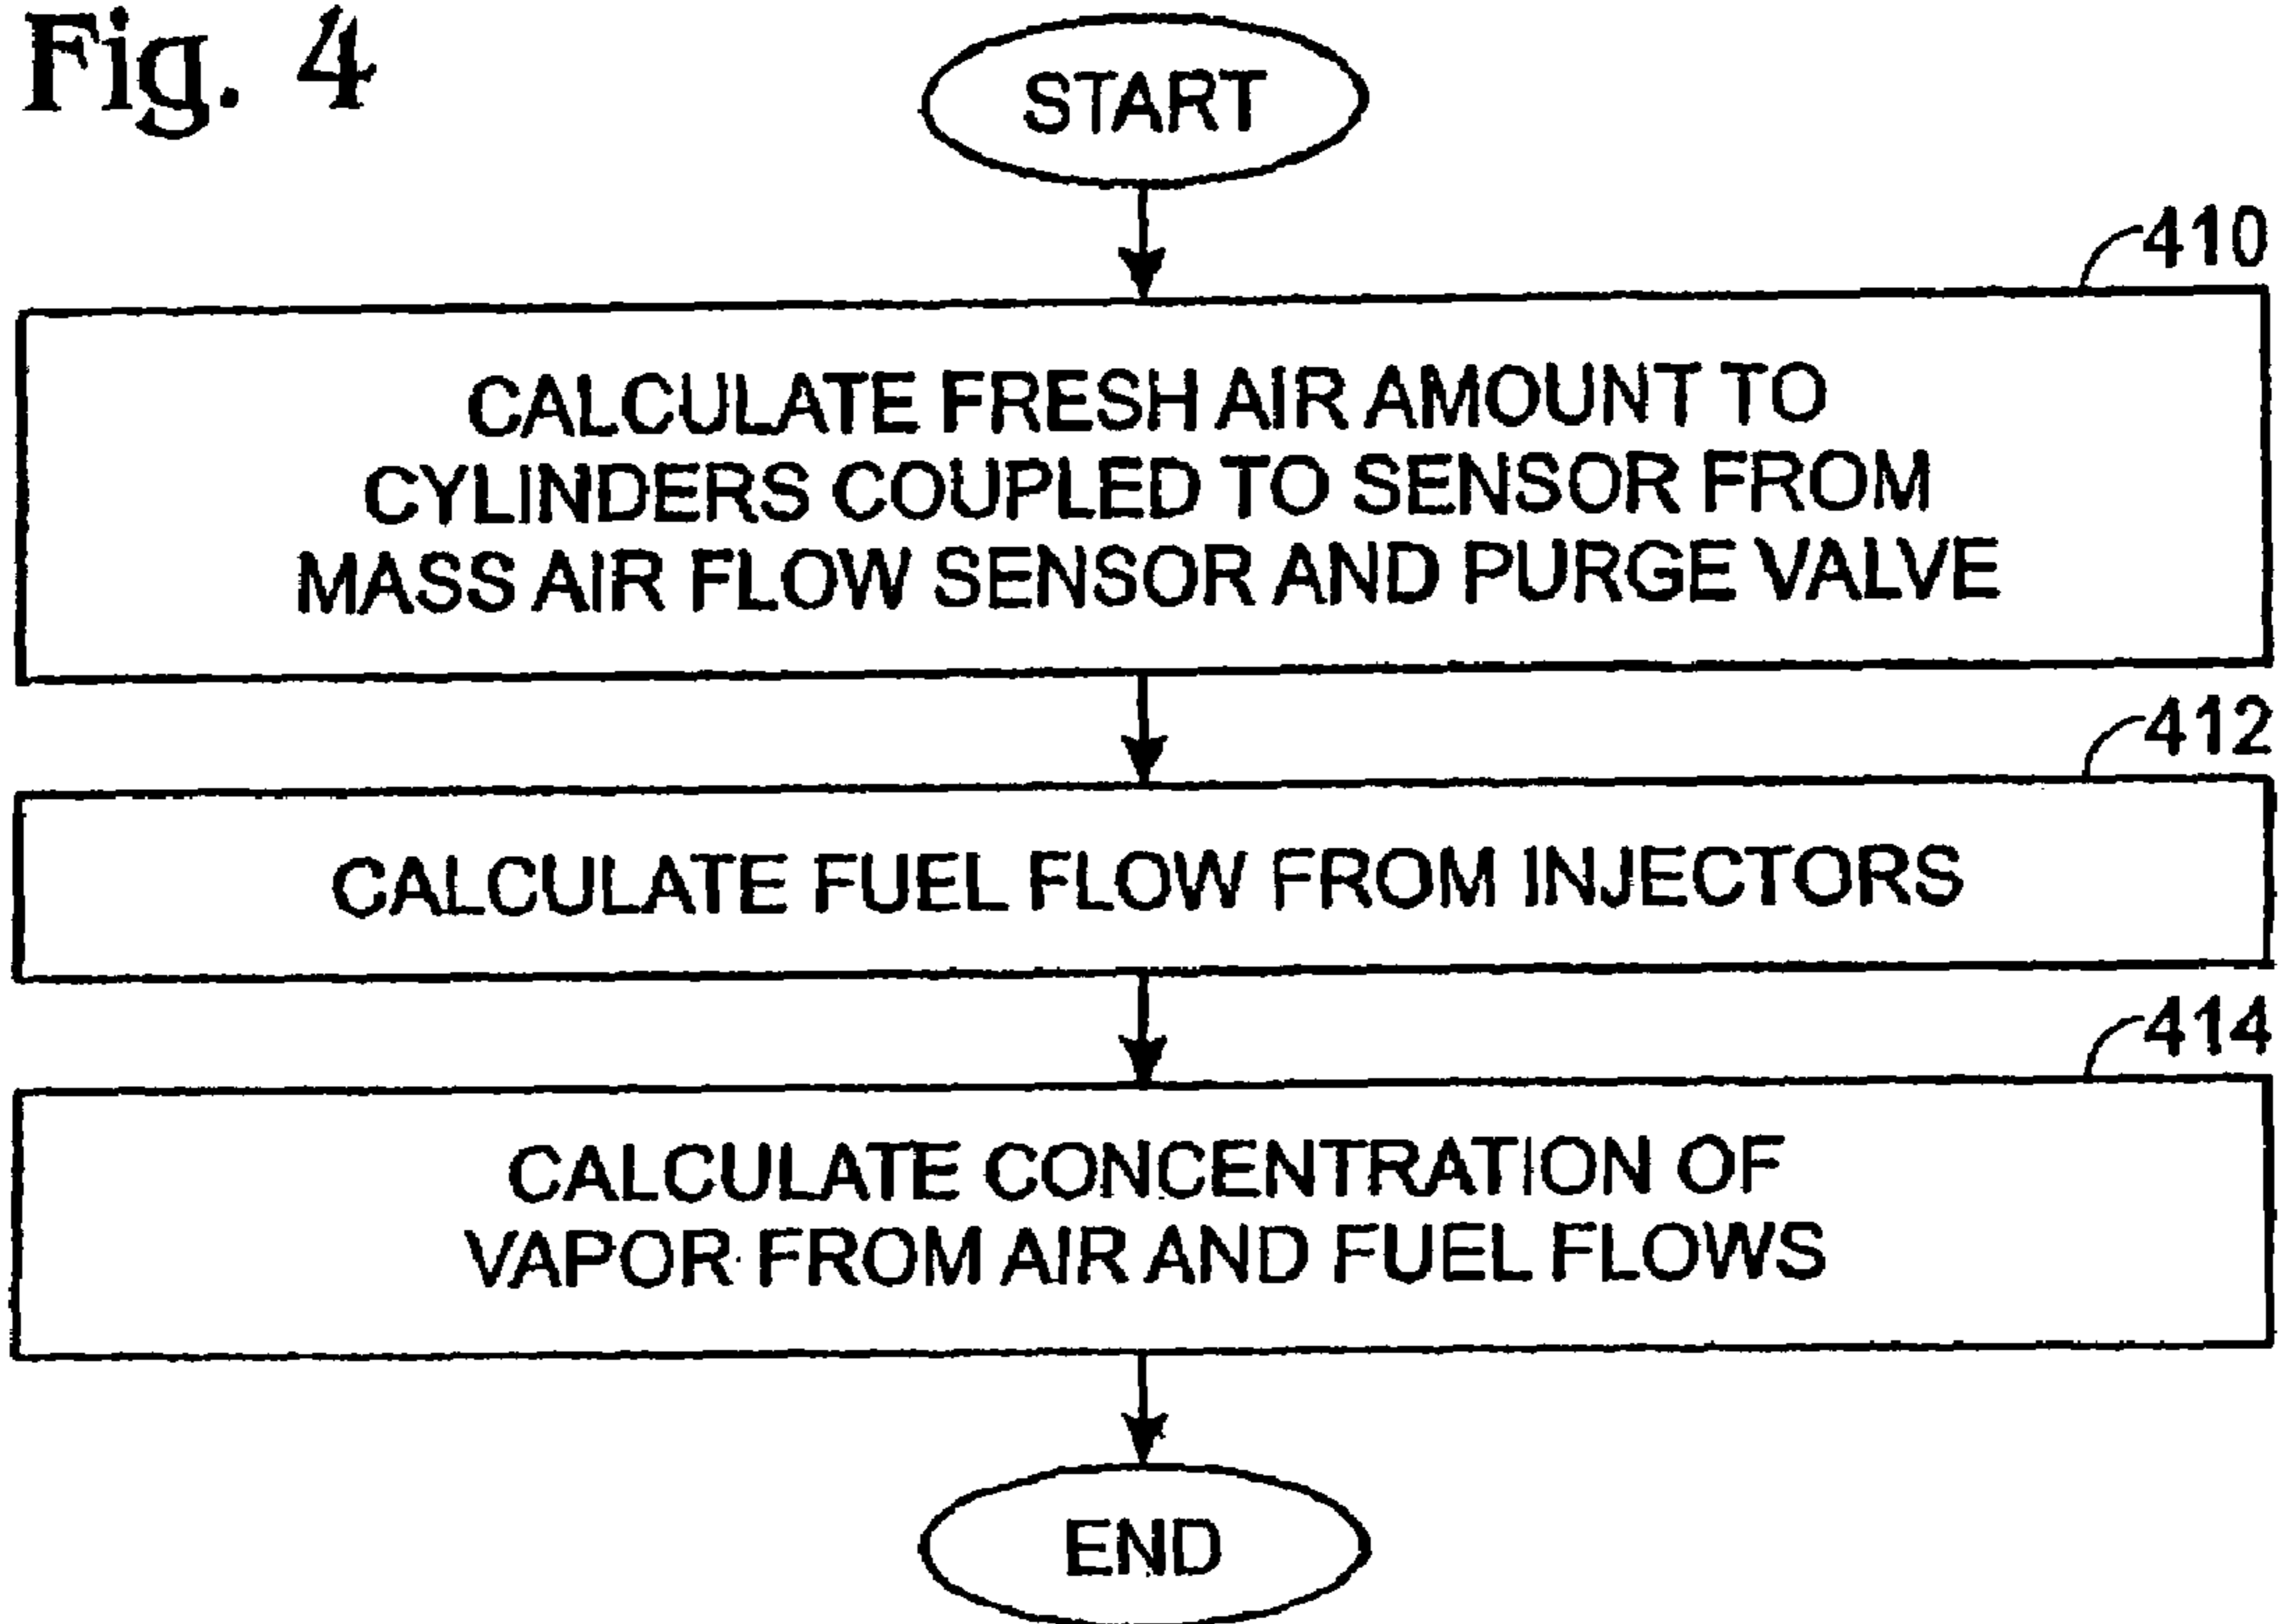 Fig. 4
START
410
CALCULATE FRESH AIR AMOUNT TO
CYLINDERS COUPLED TO SENSOR FROM
MASS AIR FLOW SENSOR AND PURGE VALVE
412
CALCULATE FUEL FLOW FROM INJECTORS
414
CALCULATE CONCENTRATION OF
VAPOR FROM AIR AND FUEL FLOWS
END